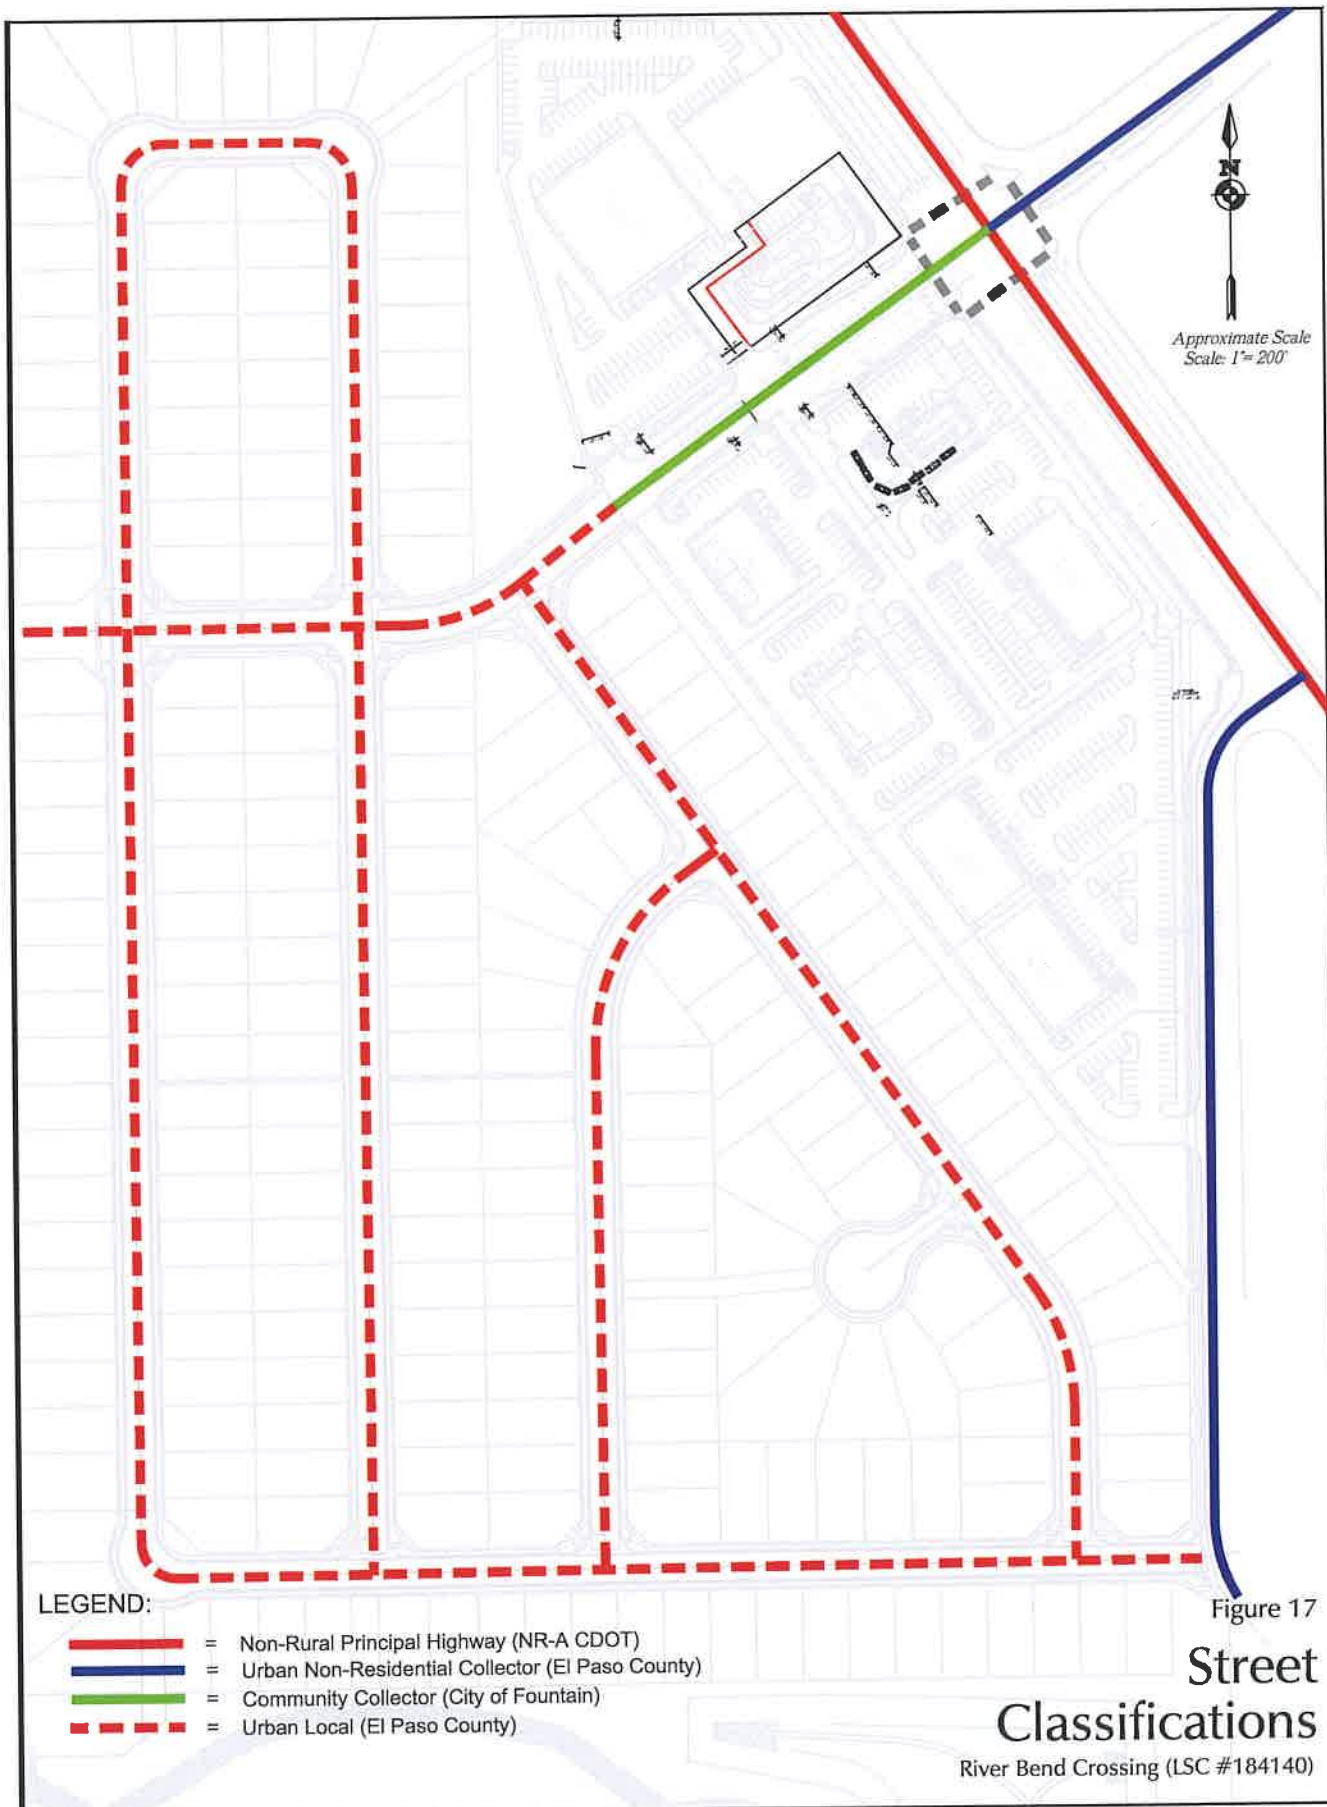 N
Approximate Scale
Scale: 1"= 200'
LEGEND:
= Non-Rural Principal Highway (NR-A CDOT)
= Urban Non-Residential Collector (El Paso County)
= Community Collector (City of Fountain)
= Urban Local (El Paso County)
Figure 17
Street
Classifications
River Bend Crossing (LSC #184140)